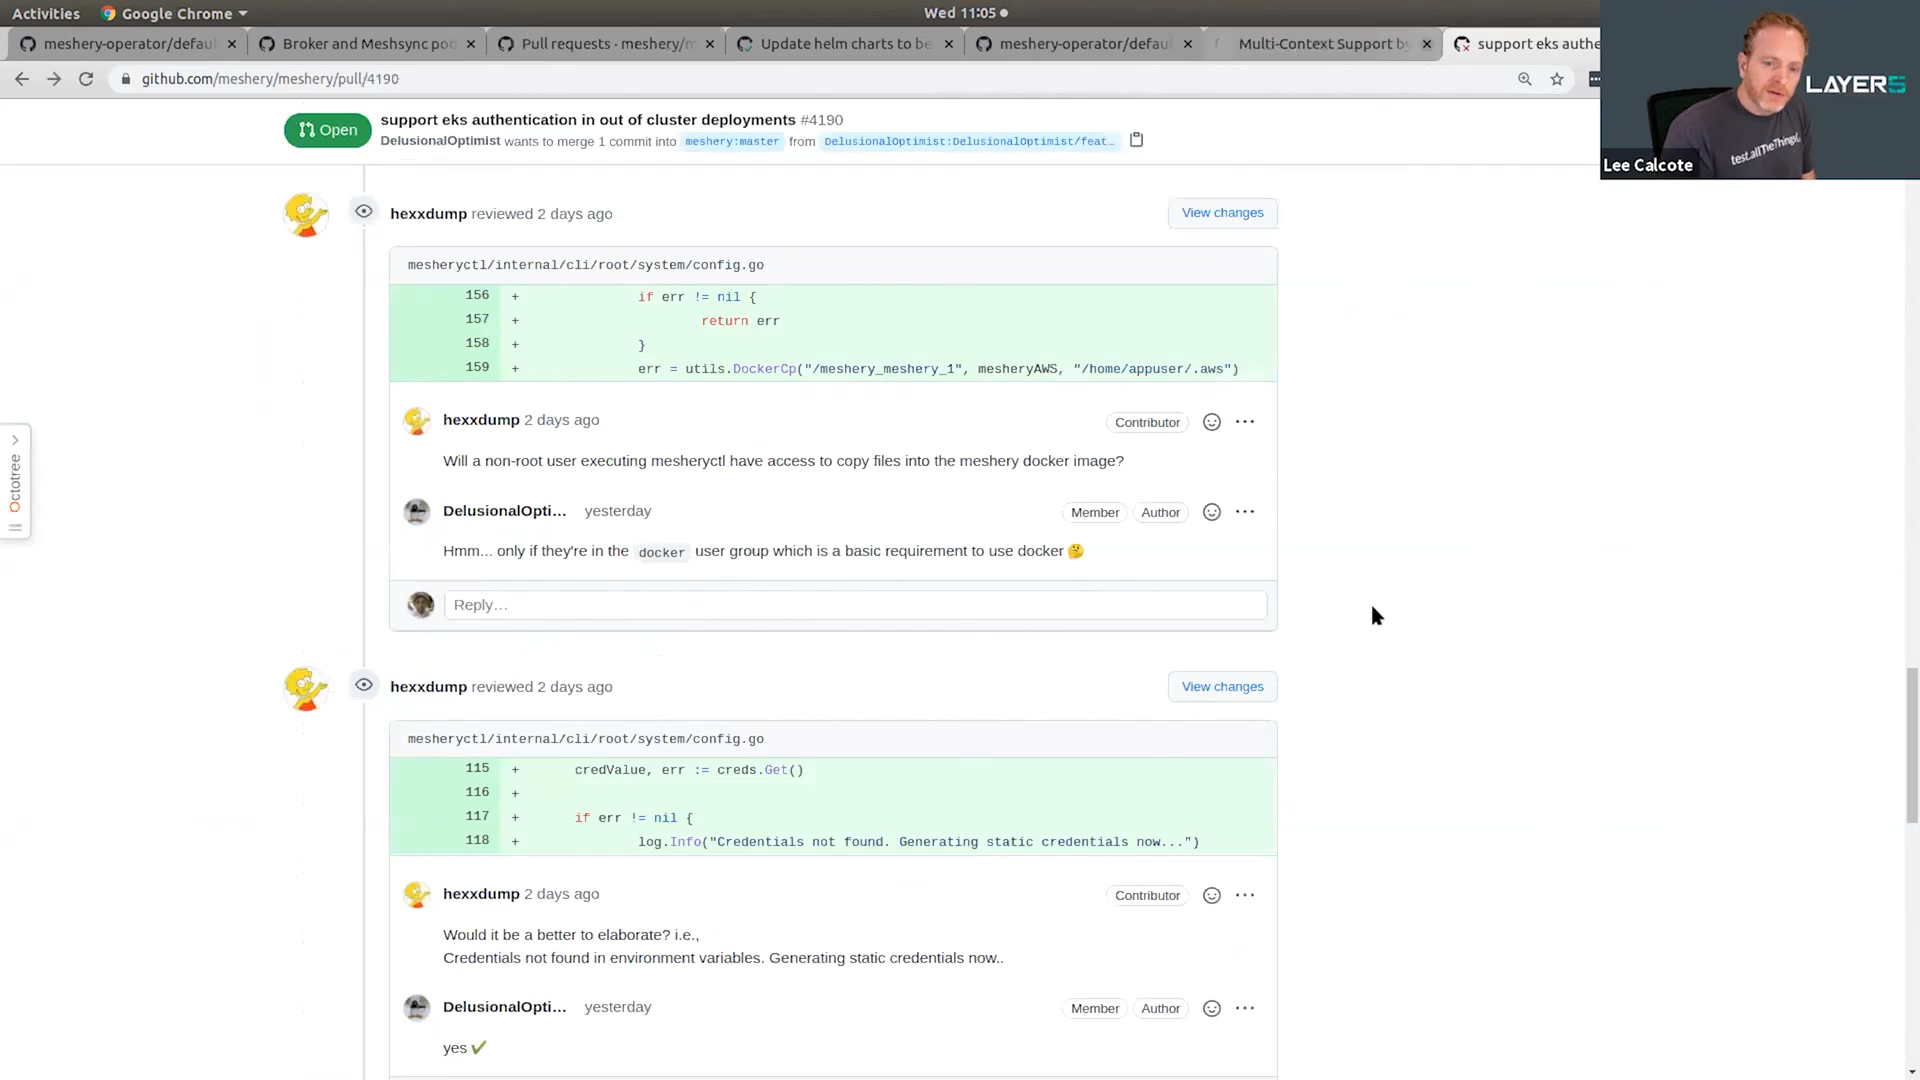 Activities
Google Chrome
Wed 11:05
meshery-operator/defau
Broker and Meshsync pod
Pull requests · meshery/m
Update helm charts to be
meshery-operator/defau
Multi-Context Support by
support eks authe
github.com/meshery/meshery/pull/4190
LAYER5
test.allTheThings(
Lee Calcote
Open
support eks authentication in out of cluster deployments #4190
DelusionalOptimist wants to merge 1 commit into meshery:master from DelusionalOptimist:DelusionalOptimist/feat…
Octotree
hexxdump reviewed 2 days ago
View changes
mesheryctl/internal/cli/root/system/config.go
156 + if err != nil {
157 + return err
158 + }
159 + err = utils.DockerCp("/meshery_meshery_1", mesheryAWS, "/home/appuser/.aws")
hexxdump 2 days ago
Contributor
Will a non-root user executing mesheryctl have access to copy files into the meshery docker image?
DelusionalOpti… yesterday
Member Author
Hmm... only if they're in the docker user group which is a basic requirement to use docker 🤔
Reply…
hexxdump reviewed 2 days ago
View changes
mesheryctl/internal/cli/root/system/config.go
115 + credValue, err := creds.Get()
116 +
117 + if err != nil {
118 + log.Info("Credentials not found. Generating static credentials now...")
hexxdump 2 days ago
Contributor
Would it be a better to elaborate? i.e.,
Credentials not found in environment variables. Generating static credentials now..
DelusionalOpti… yesterday
Member Author
yes ✔